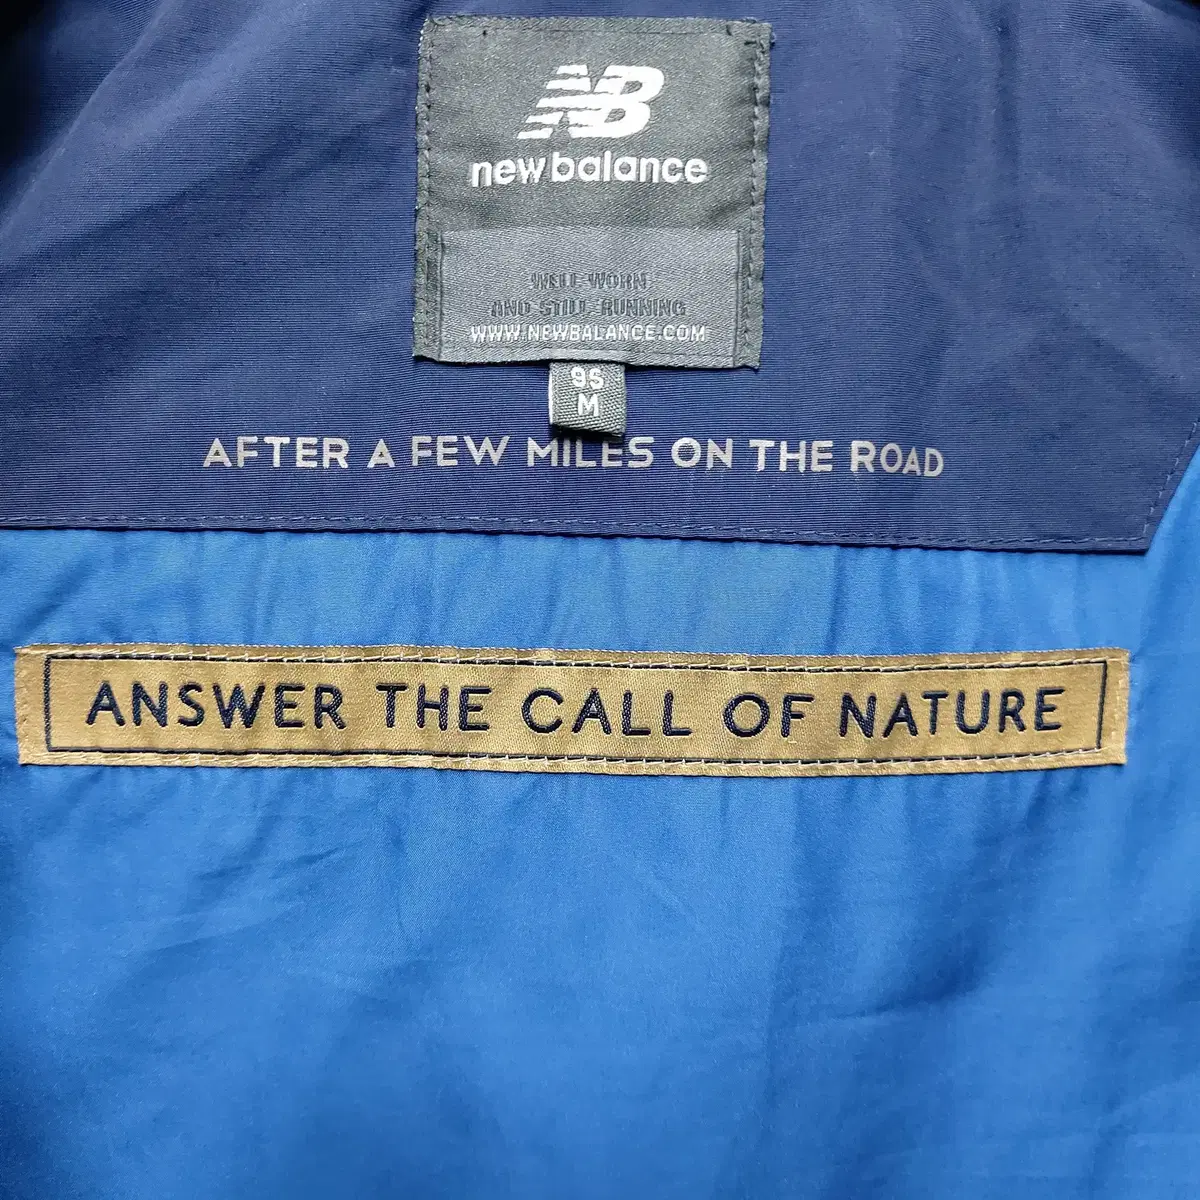 NB
new balance
WELL WORN
AND STILL RUNNING
WWW.NEWBALANCE.COM
95
M
AFTER A FEW MILES ON THE ROAD
ANSWER THE CALL OF NATURE